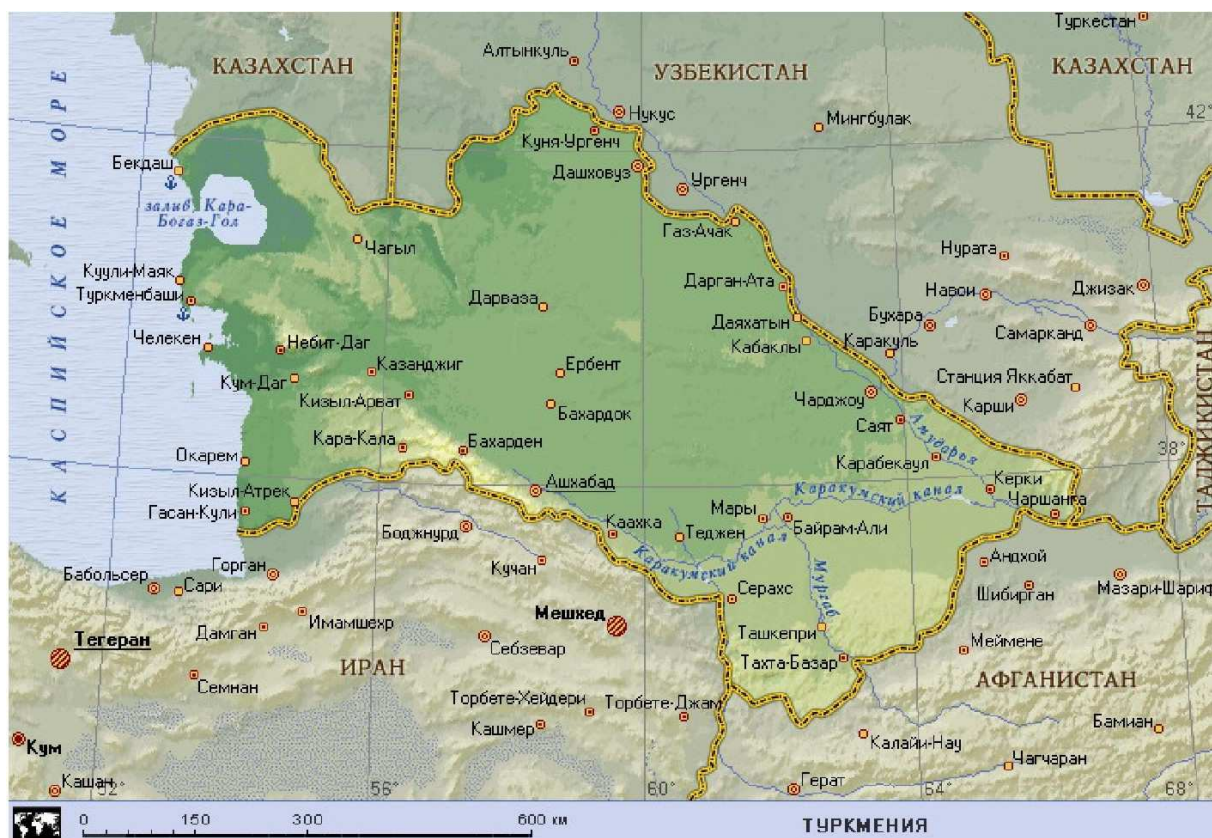 Туркестан
Алтынкуль
КАЗАХСТАН
УЗБЕКИСТАН
КАЗАХСТАН
КАСПИЙСКОЕ МОРЕ
42°
Нукус
Мингбулак
Куня-Ургенч
Бекдаш
Дашховуз
Ургенч
залив Кара-
Богаз-Гол
Газ-Ачак
Чагыл
Нурата
Куули-Маяк
Дарган-Ата
Навои
Джизак
Туркменбаши
Дарваза
Даяхатын
Бухара
Самарканд
Челекен
Небит-Даг
Кабаклы
Каракуль
ТАДЖИКИСТАН
Казанджиг
Ербент
Кум-Даг
Станция Яккабат
Кизыл-Арват
Бахардок
Чарджоу
Карши
Саят
Амударья
Кара-Кала
Бахарден
38°
Окарем
Карабекаул
Кизыл-Атрек
Ашхабад
Керки
Каракумский канал
Чаршанга
Гасан-Кули
Мары
Байрам-Али
Боджнурд
Каахка
Теджен
Каракумский канал
Андхой
Горган
Кучан
Бабольсер
Сари
Серахс
Мургаб
Шибирган
Мазари-Шариф
Имамшехр
Мешхед
Дамган
Ташкепри
Тегеран
Себзевар
Меймене
ИРАН
Тахта-Базар
Семнан
АФГАНИСТАН
Торбете-Хейдери
Торбете-Джам
Кашмер
Бамиан
Кум
Калайи-Нау
Чагчаран
Кашан
52°
56°
60°
Герат
64°
68°
0 150 300 600 км
ТУРКМЕНИЯ